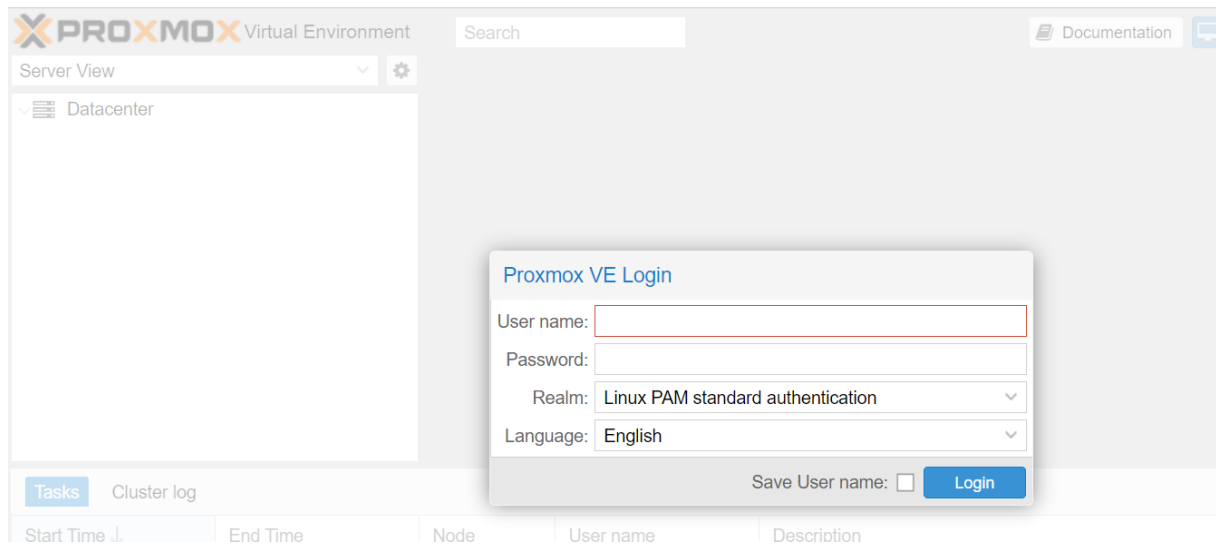 PROXMOX Virtual Environment Search Documentation
Server View
Datacenter
Proxmox VE Login
User name:
Password:
Realm: Linux PAM standard authentication
Language: English
Save User name: Login
Tasks Cluster log
Start Time End Time Node User name Description